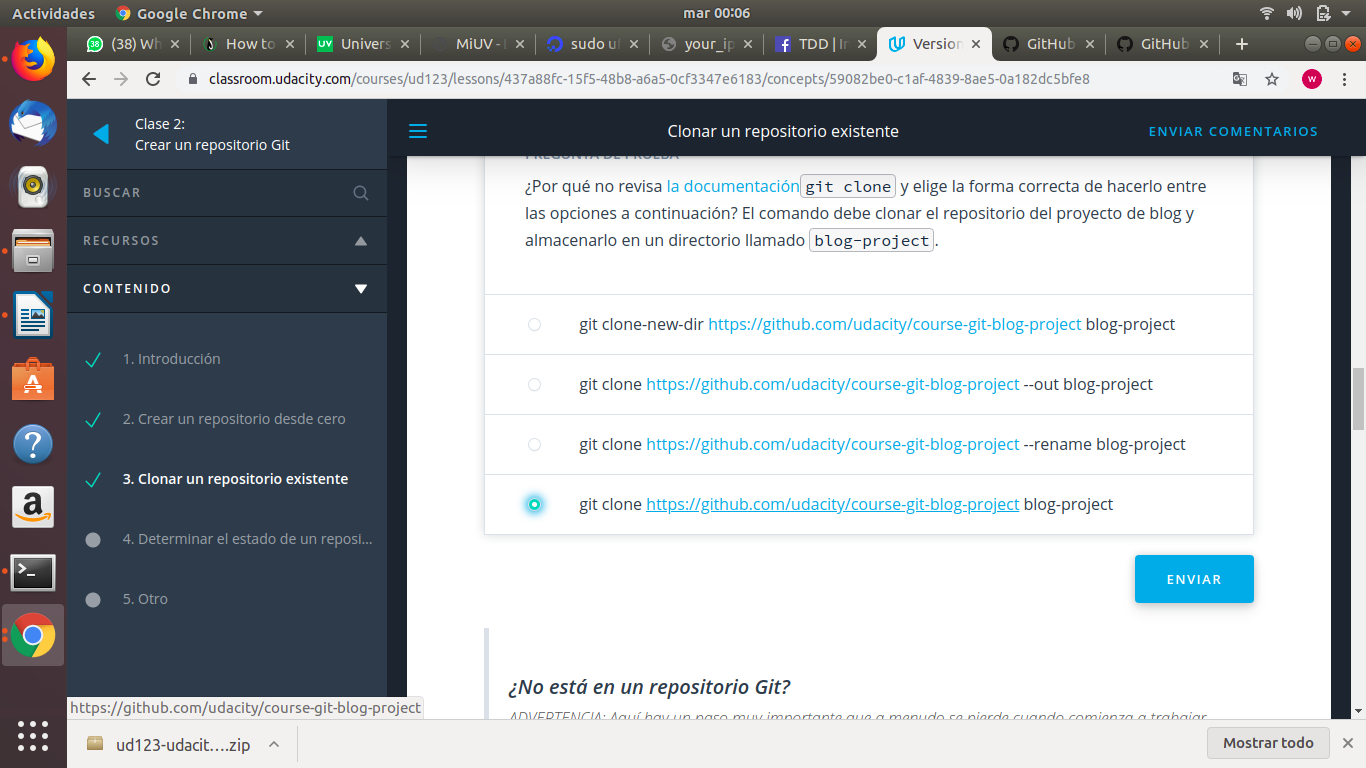 Actividades
Google Chrome
mar 00:06
(38) Wh
How to
Univers
MiUV - I
sudo uf
your_ip
TDD | In
Version
GitHub
GitHub
classroom.udacity.com/courses/ud123/lessons/437a88fc-15f5-48b8-a6a5-0cf3347e6183/concepts/59082be0-c1af-4839-8ae5-0a182dc5bfe8
w
Clase 2:
Crear un repositorio Git
BUSCAR
RECURSOS
CONTENIDO
1. Introducción
2. Crear un repositorio desde cero
3. Clonar un repositorio existente
4. Determinar el estado de un reposi...
5. Otro
Clonar un repositorio existente
ENVIAR COMENTARIOS
PREGUNTA DE PRUEBA
¿Por qué no revisa la documentación git clone y elige la forma correcta de hacerlo entre
las opciones a continuación? El comando debe clonar el repositorio del proyecto de blog y
almacenarlo en un directorio llamado blog-project.
git clone-new-dir https://github.com/udacity/course-git-blog-project blog-project
git clone https://github.com/udacity/course-git-blog-project --out blog-project
git clone https://github.com/udacity/course-git-blog-project --rename blog-project
git clone https://github.com/udacity/course-git-blog-project blog-project
ENVIAR
¿No está en un repositorio Git?
ADVERTENCIA: Aquí hay un paso muy importante que a menudo se pierde cuando comienza a trabajar
https://github.com/udacity/course-git-blog-project
ud123-udacit....zip
Mostrar todo